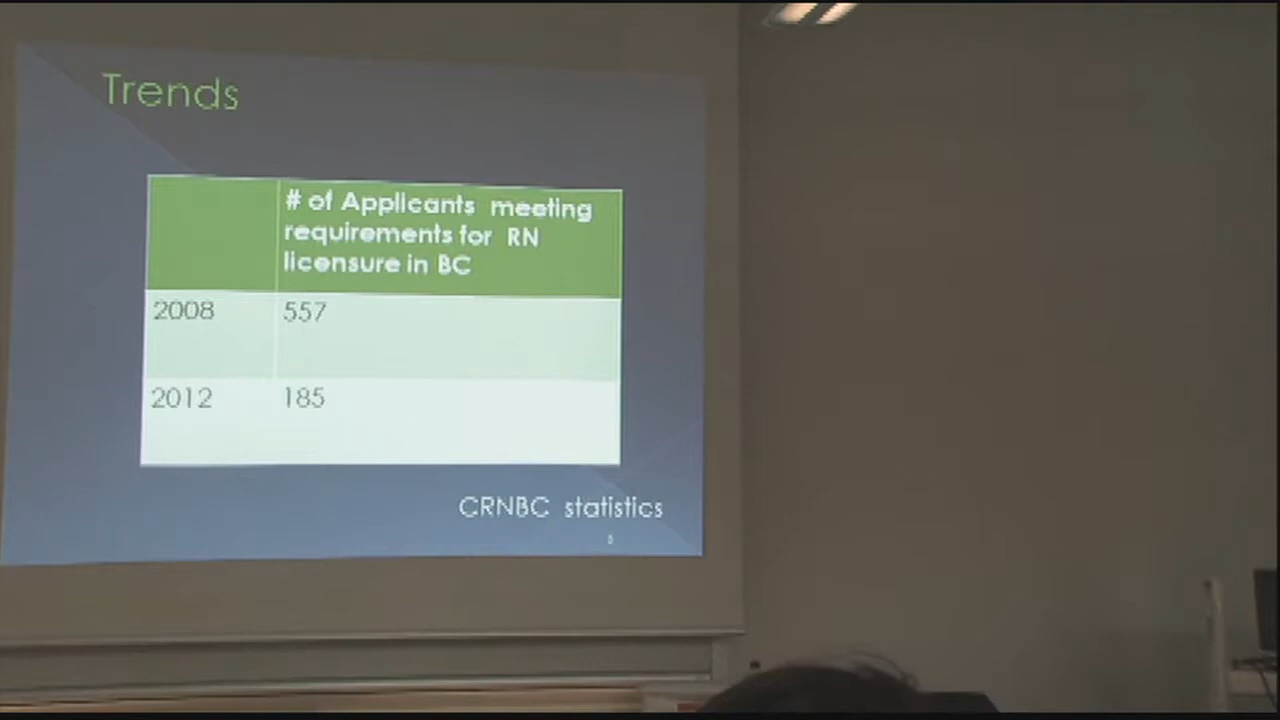 Trends
# of Applicants meeting
requirements for RN
licensure in BC
2008 557
2012 185
CRNBC statistics